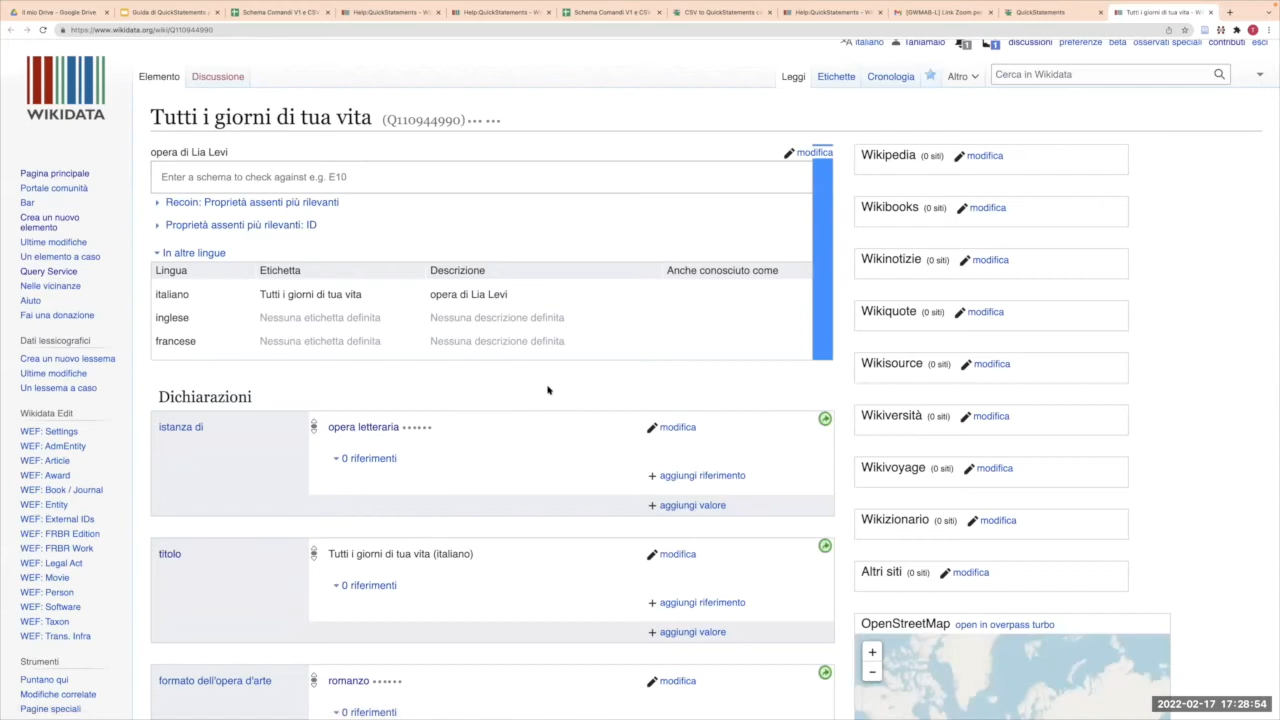 il mio Drive - Google Drive
Guida di QuickStatements
Schema Comandi V1 e CSV
Help:QuickStatements - W
Help:QuickStatements - W
Schema Comandi V1 e CSV
CSV to QuickStatements
Help:QuickStatements - W
[GWMAB-L] Link Zoom per
QuickStatements
Tutti i giorni di tua vita - W
https://www.wikidata.org/wiki/Q110944990
italiano Taniamaio 1 1 discussioni preferenze beta osservati speciali contributi esci
WIKIDATA
Elemento Discussione Leggi Etichette Cronologia Altro Cerca in Wikidata
Tutti i giorni di tua vita (Q110944990)
opera di Lia Levi modifica
Enter a schema to check against e.g. E10
Recoin: Proprietà assenti più rilevanti
Proprietà assenti più rilevanti: ID
In altre lingue
Lingua Etichetta Descrizione Anche conosciuto come
italiano Tutti i giorni di tua vita opera di Lia Levi
inglese Nessuna etichetta definita Nessuna descrizione definita
francese Nessuna etichetta definita Nessuna descrizione definita
Dichiarazioni
istanza di opera letteraria modifica
0 riferimenti
+ aggiungi riferimento
+ aggiungi valore
titolo Tutti i giorni di tua vita (italiano) modifica
0 riferimenti
+ aggiungi riferimento
+ aggiungi valore
formato dell'opera d'arte romanzo modifica
0 riferimenti
Pagina principale
Portale comunità
Bar
Crea un nuovo
elemento
Ultime modifiche
Un elemento a caso
Query Service
Nelle vicinanze
Aiuto
Fai una donazione
Dati lessicografici
Crea un nuovo lessema
Ultime modifiche
Un lessema a caso
Wikidata Edit
WEF: Settings
WEF: AdmEntity
WEF: Article
WEF: Award
WEF: Book / Journal
WEF: Entity
WEF: External IDs
WEF: FRBR Edition
WEF: FRBR Work
WEF: Legal Act
WEF: Movie
WEF: Person
WEF: Software
WEF: Taxon
WEF: Trans. Infra
Strumenti
Puntano qui
Modifiche correlate
Pagine speciali
Wikipedia (0 siti) modifica
Wikibooks (0 siti) modifica
Wikinotizie (0 siti) modifica
Wikiquote (0 siti) modifica
Wikisource (0 siti) modifica
Wikiversità (0 siti) modifica
Wikivoyage (0 siti) modifica
Wikizionario (0 siti) modifica
Altri siti (0 siti) modifica
OpenStreetMap open in overpass turbo
+
−
2022-02-17 17:28:54